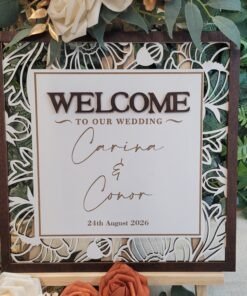 WELCOME
TO OUR WEDDING
Carina
&
Conor
24th August 2026